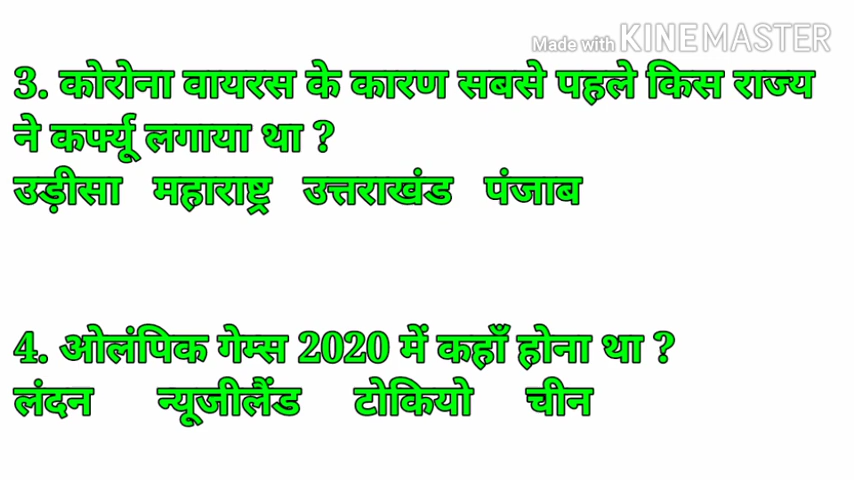 Made with KINEMASTER
3. कोरोना वायरस के कारण सबसे पहले किस राज्य
ने कर्फ्यू लगाया था ?
उड़ीसा महाराष्ट्र उत्तराखंड पंजाब
4. ओलंपिक गेम्स 2020 में कहाँ होना था ?
लंदन न्यूजीलैंड टोकियो चीन